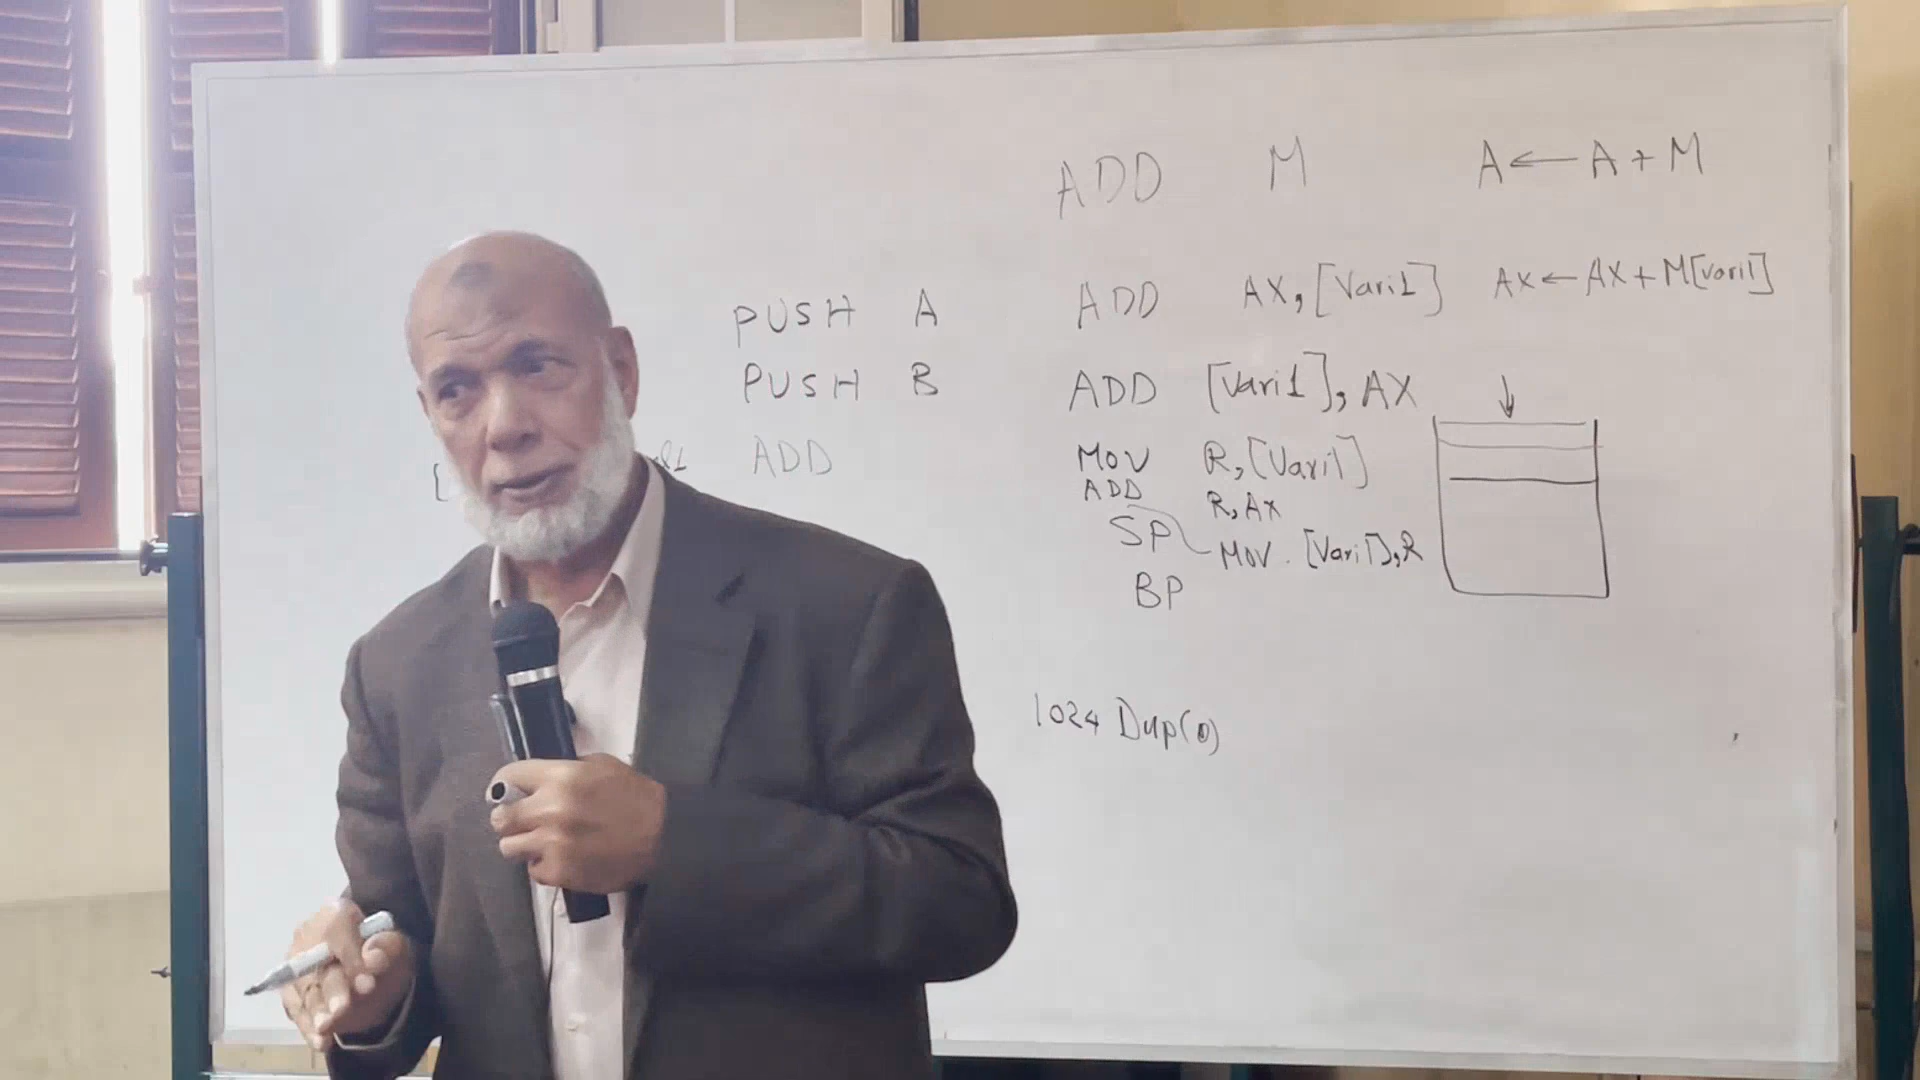 ADD M A ← A + M
PUSH A ADD AX, [Vari1] AX ← AX + M[Vari1]
PUSH B ADD [Vari1], AX
ADD MOV R, [Vari1]
ADD R, AX
SP MOV. [Vari1], R
BP
1024 Dup(0)